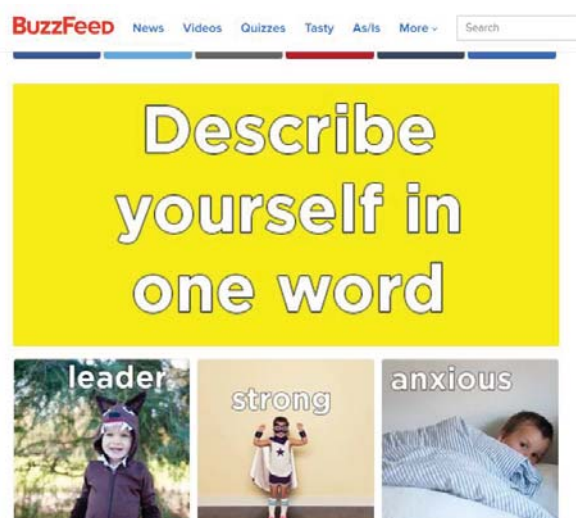 BuzzFeeD News Videos Quizzes Tasty As/Is More Search
Describe
yourself in
one word
leader
strong
anxious